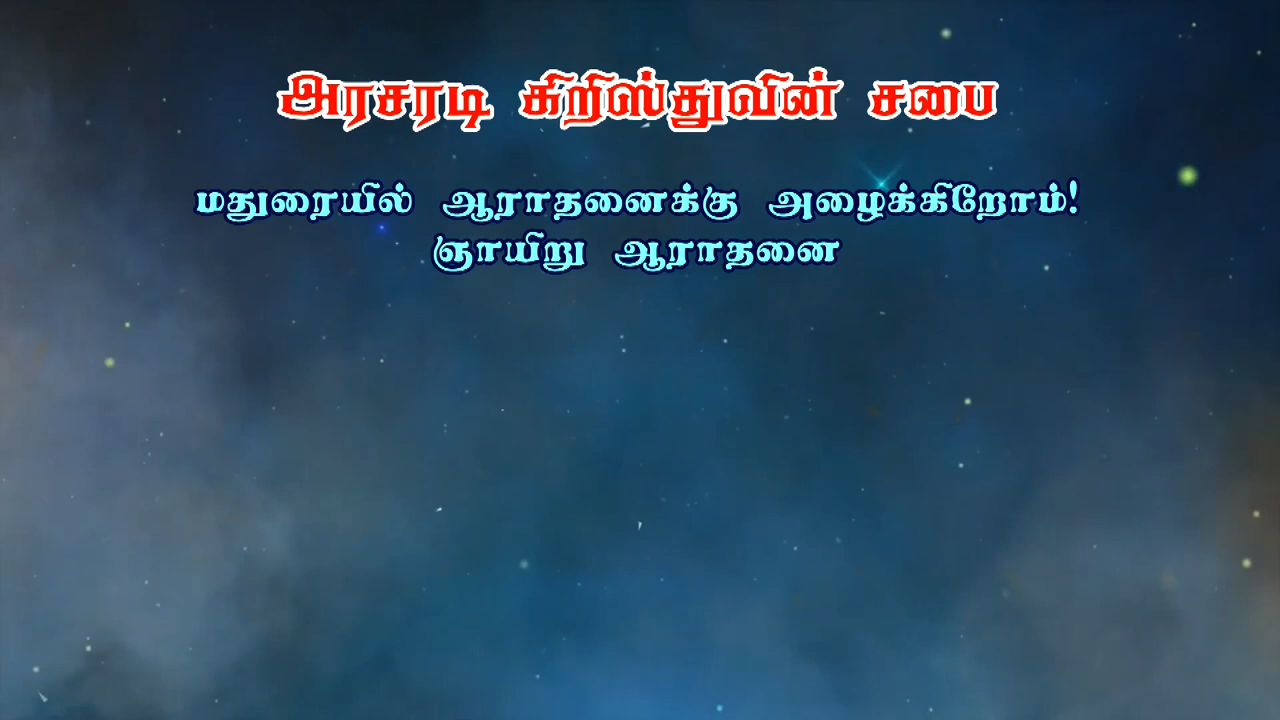 அரசரடி கிறிஸ்துவின் சபை
மதுரையில் ஆராதனைக்கு அழைக்கிறோம்!
ஞாயிறு ஆராதனை